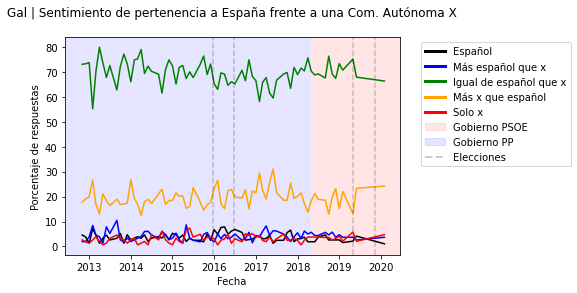 Gal | Sentimiento de pertenencia a España frente a una Com. Autónoma X
Porcentaje de respuestas
80
70
60
50
40
30
20
10
0
2013
2014
2015
2016
2017
2018
2019
2020
Fecha
Español
Más español que x
Igual de español que x
Más x que español
Solo x
Gobierno PSOE
Gobierno PP
Elecciones